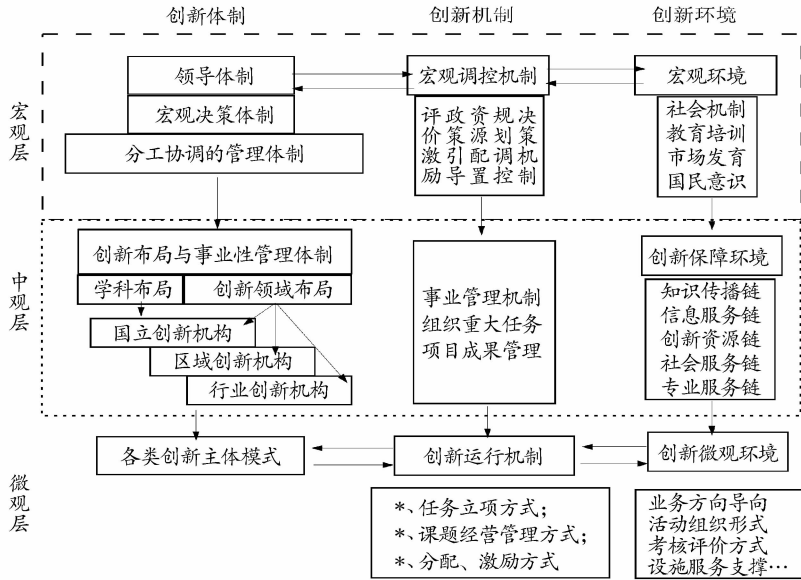 创新体制
创新机制
创新环境
宏观层
领导体制
宏观决策体制
分工协调的管理体制
宏观调控机制
评政资规决
价策源划策
激引配调机
励导置控制
宏观环境
社会机制
教育培训
市场发育
国民意识
中观层
创新布局与事业性管理体制
学科布局
创新领域布局
国立创新机构
区域创新机构
行业创新机构
事业管理机制
组织重大任务
项目成果管理
创新保障环境
知识传播链
信息服务链
创新资源链
社会服务链
专业服务链
微观层
各类创新主体模式
创新运行机制
*、任务立项方式;
*、课题经营管理方式;
*、分配、激励方式
创新微观环境
业务方向导向
活动组织形式
考核评价方式
设施服务支撑…